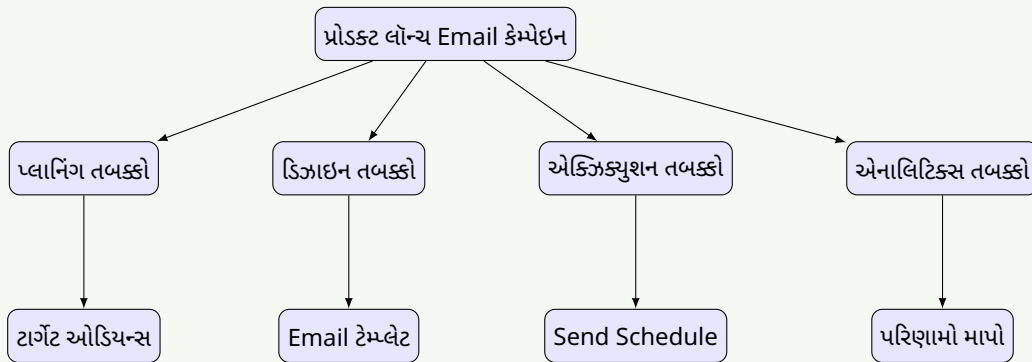 પ્રોડક્ટ લૉન્ચ Email કેમ્પેઇન
પ્લાનિંગ તબક્કો
ડિઝાઇન તબક્કો
એક્ઝિક્યુશન તબક્કો
એનાલિટિક્સ તબક્કો
ટાર્ગેટ ઓડિયન્સ
Email ટેમ્પ્લેટ
Send Schedule
પરિણામો માપો